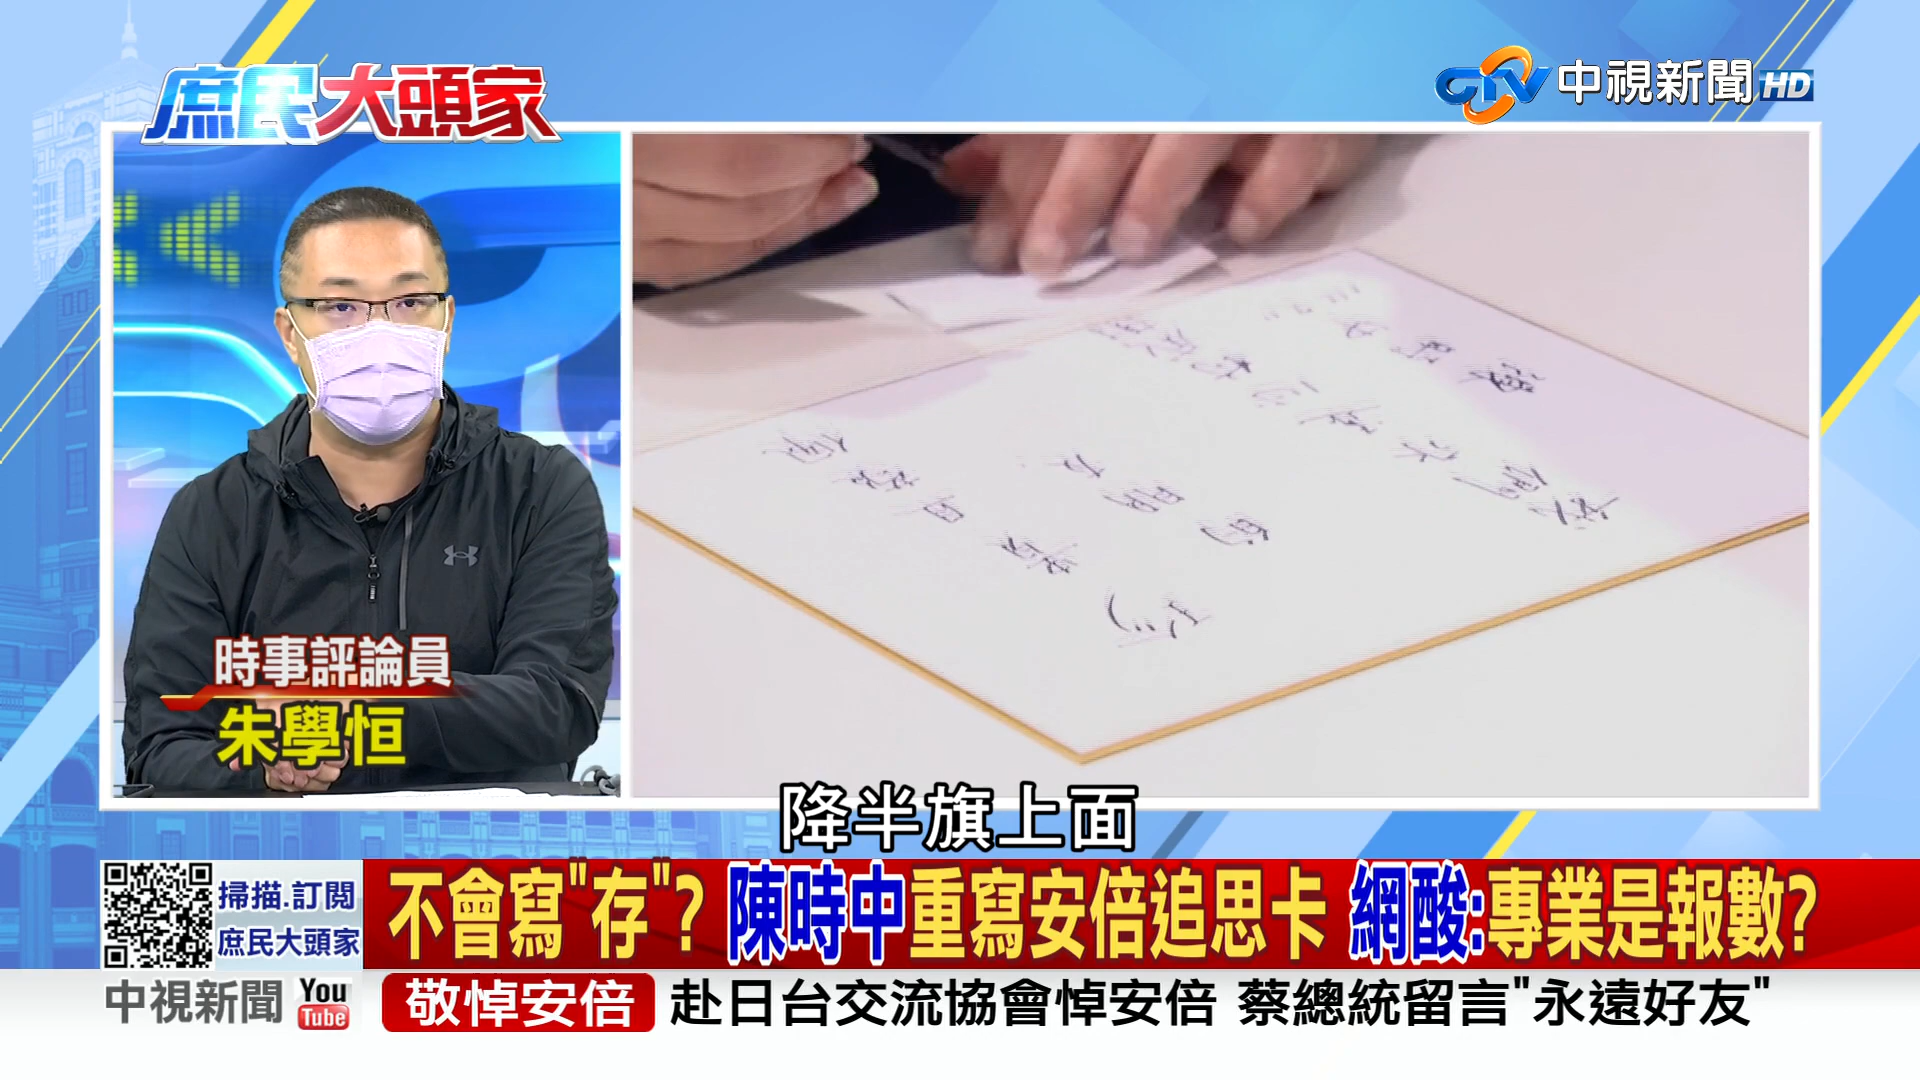 庶民大頭家
CTV中視新聞HD
時事評論員
朱學恒
降半旗上面
掃描.訂閱
庶民大頭家
不會寫"存"? 陳時中重寫安倍追思卡 網酸:專業是報數?
中視新聞 YouTube
敬悼安倍 赴日台交流協會悼安倍 蔡總統留言"永遠好友"